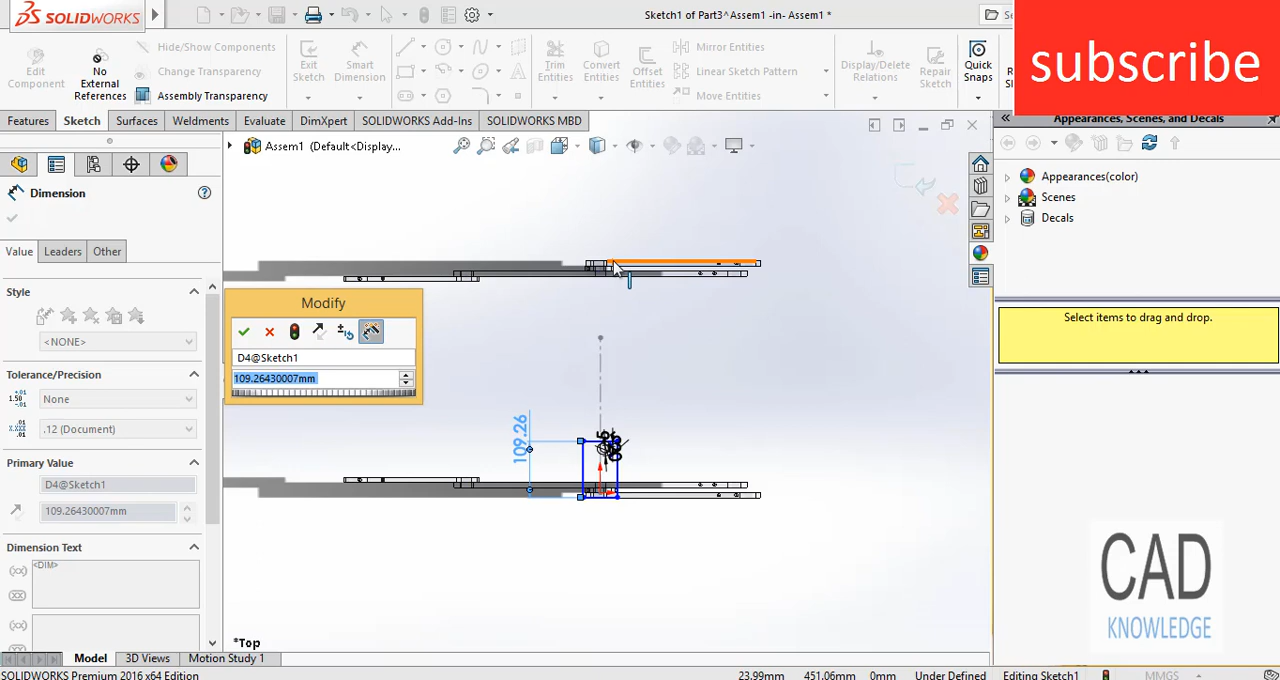 SOLIDWORKS
Sketch1 of Part3^Assem1 -in- Assem1 *
subscribe
Edit Component
No External References
Hide/Show Components
Change Transparency
Assembly Transparency
Exit Sketch
Smart Dimension
Trim Entities
Convert Entities
Offset Entities
Mirror Entities
Linear Sketch Pattern
Move Entities
Display/Delete Relations
Repair Sketch
Quick Snaps
Features
Sketch
Surfaces
Weldments
Evaluate
DimXpert
SOLIDWORKS Add-Ins
SOLIDWORKS MBD
Appearances, Scenes, and Decals
Assem1 (Default<Display...
Dimension
Value
Leaders
Other
Style
<NONE>
Tolerance/Precision
None
.12 (Document)
Primary Value
D4@Sketch1
109.26430007mm
Dimension Text
<DIM>
Modify
D4@Sketch1
109.26430007mm
109.26
*Top
Appearances(color)
Scenes
Decals
Select items to drag and drop.
CAD
KNOWLEDGE
Model
3D Views
Motion Study 1
SOLIDWORKS Premium 2016 x64 Edition
23.99mm
451.06mm
0mm
Under Defined
Editing Sketch1
MMGS